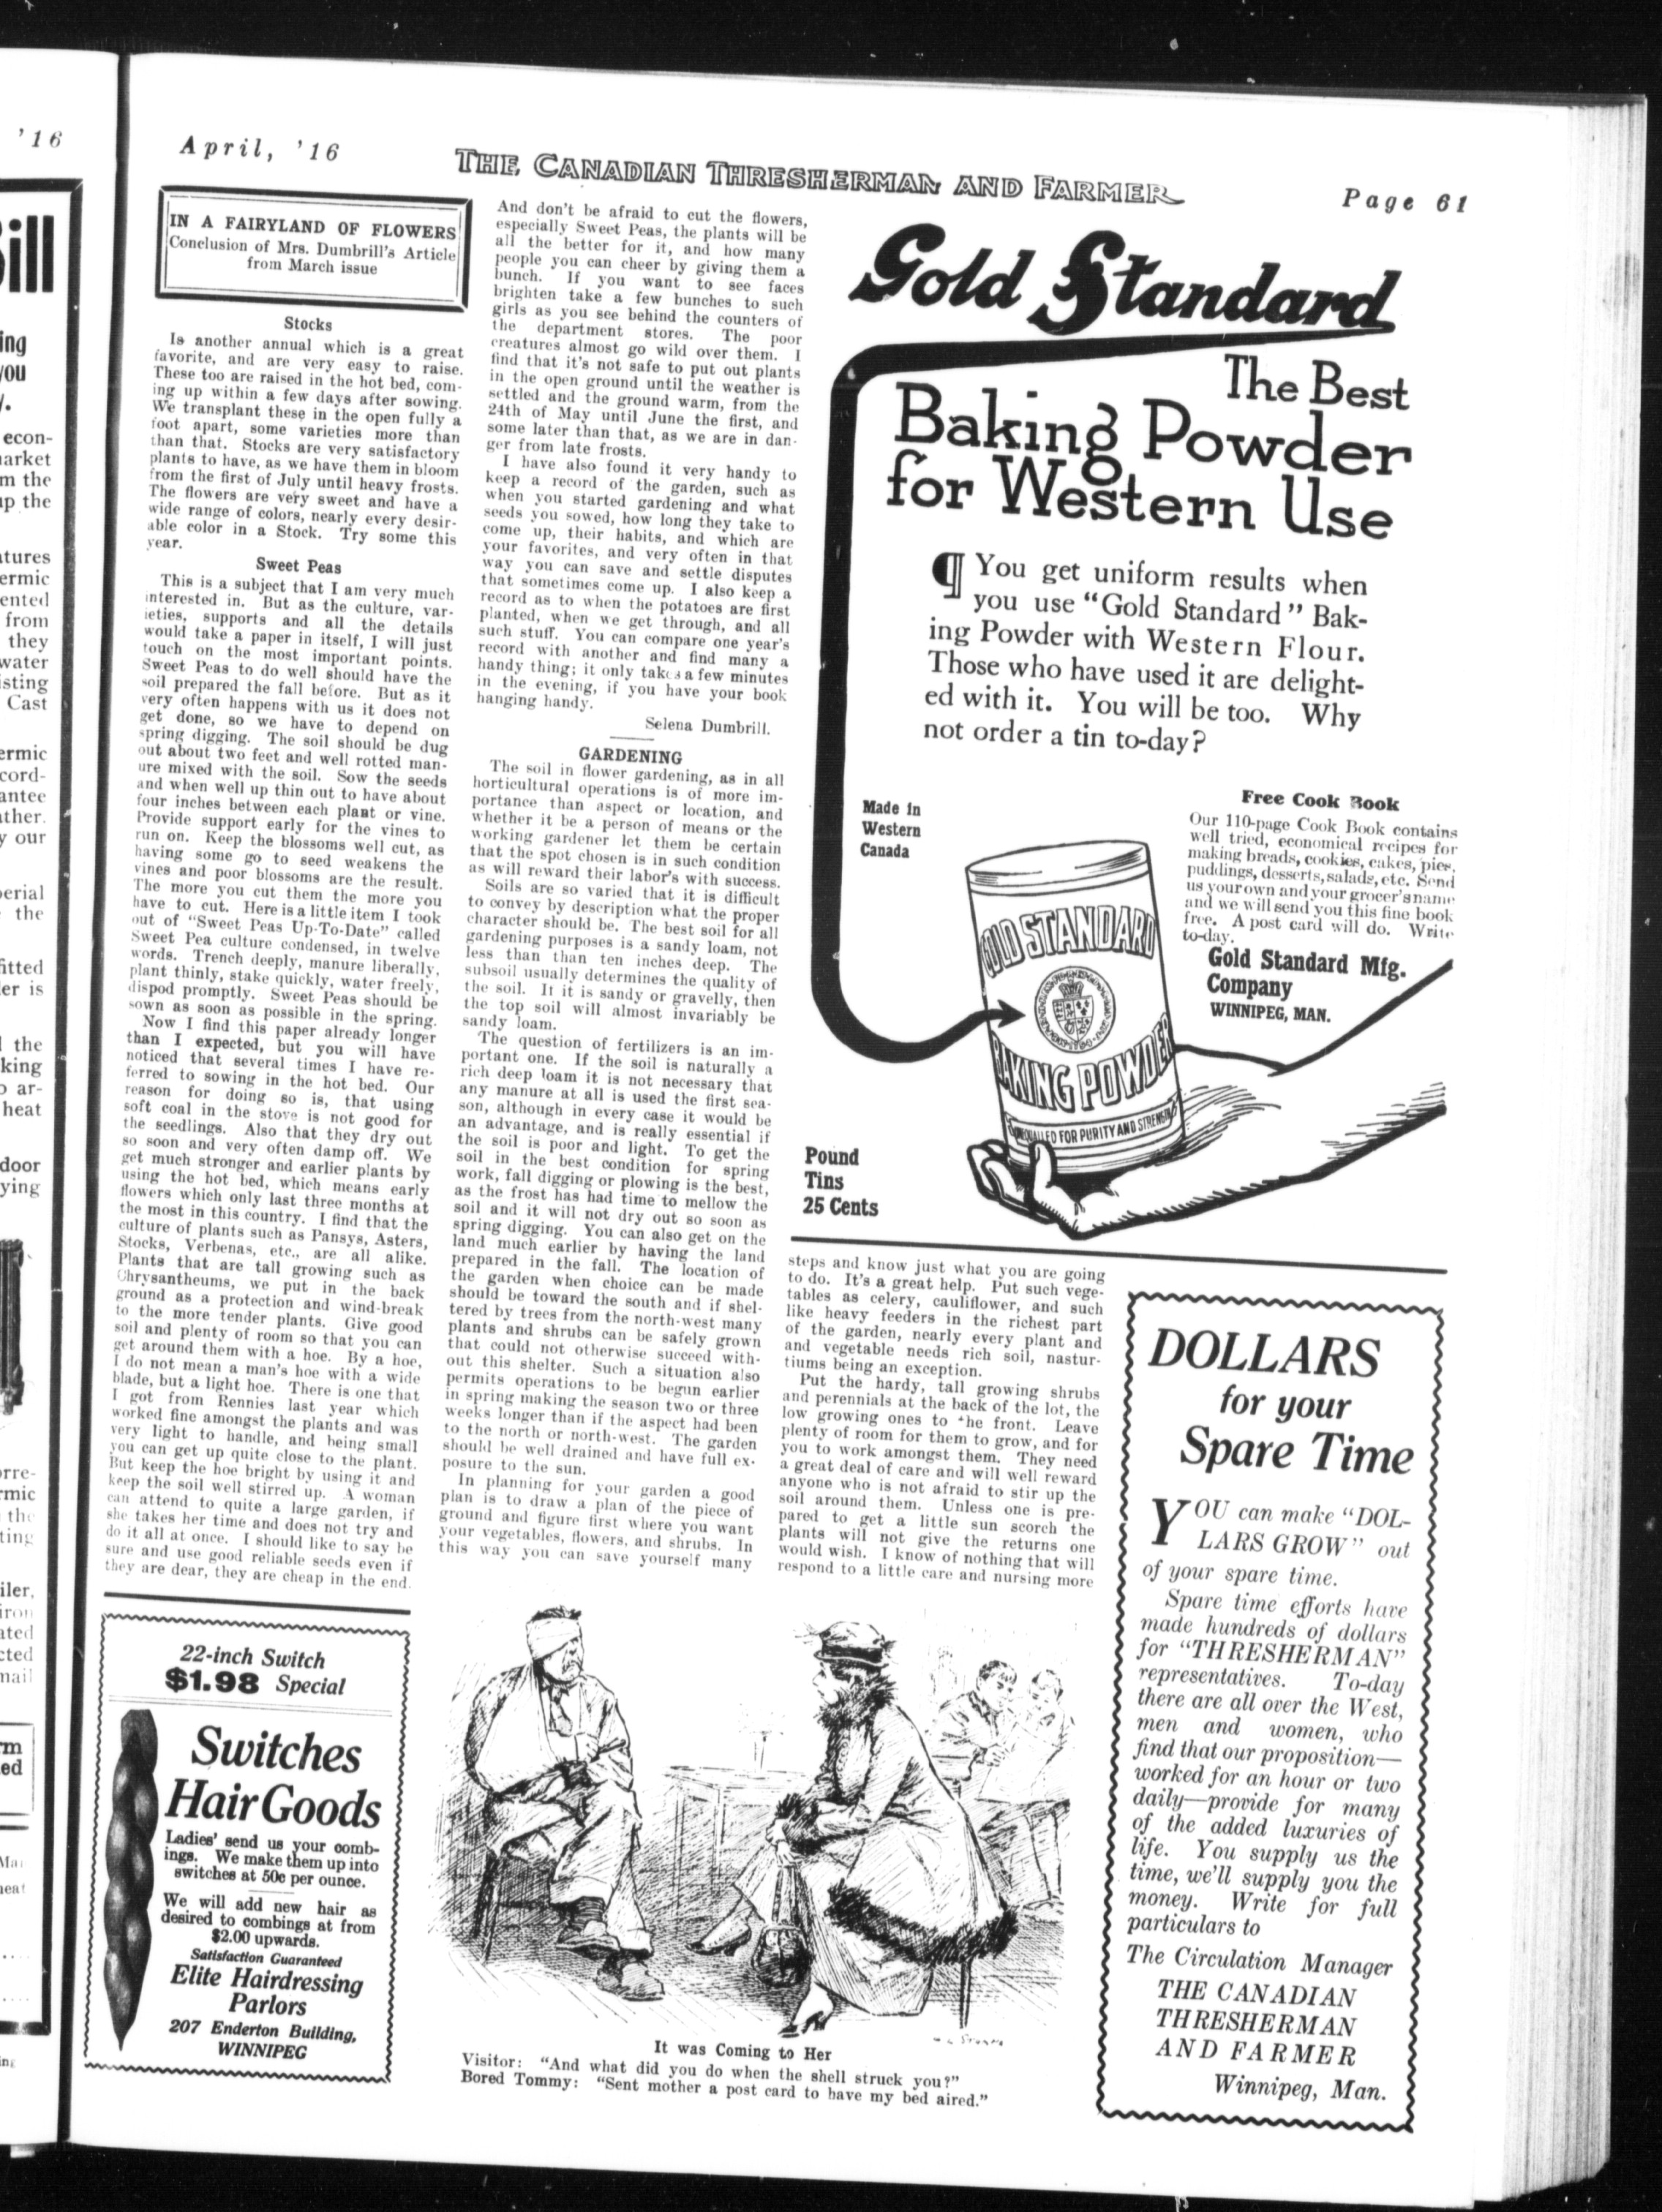 '16
ill
ing
you
y.
econ-
arket
m the
up the
atures
ermic
ented
from
they
water
isting
Cast
ermic
cord-
antee
ather.
y our
perial
the
fitted
ler is
the
king
o ar-
heat
door
ying
orre-
rmic
the
ting
iler,
iron
ated
cted
mail
rm
ed
April, '16
THE CANADIAN THRESHERMAN AND FARMER
Page 61
IN A FAIRYLAND OF FLOWERS
Conclusion of Mrs. Dumbrill's Article
from March issue
Stocks
Is another annual which is a great
favorite, and are very easy to raise.
These too are raised in the hot bed, com-
ing up within a few days after sowing.
We transplant these in the open fully a
foot apart, some varieties more than
than that. Stocks are very satisfactory
plants to have, as we have them in bloom
from the first of July until heavy frosts.
The flowers are very sweet and have a
wide range of colors, nearly every desir-
able color in a Stock. Try some this
year.
Sweet Peas
This is a subject that I am very much
interested in. But as the culture, var-
ieties, supports and all the details
would take a paper in itself, I will just
touch on the most important points.
Sweet Peas to do well should have the
soil prepared the fall before. But as it
very often happens with us it does not
get done, so we have to depend on
spring digging. The soil should be dug
out about two feet and well rotted man-
ure mixed with the soil. Sow the seeds
and when well up thin out to have about
four inches between each plant or vine.
Provide support early for the vines to
run on. Keep the blossoms well cut, as
having some go to seed weakens the
vines and poor blossoms are the result.
The more you cut them the more you
have to cut. Here is a little item I took
out of "Sweet Peas Up-To-Date" called
Sweet Pea culture condensed, in twelve
words. Trench deeply, manure liberally,
plant thinly, stake quickly, water freely,
dispod promptly. Sweet Peas should be
sown as soon as possible in the spring.
Now I find this paper already longer
than I expected, but you will have
noticed that several times I have re-
ferred to sowing in the hot bed. Our
reason for doing so is, that using
soft coal in the stove is not good for
the seedlings. Also that they dry out
so soon and very often damp off. We
get much stronger and earlier plants by
using the hot bed, which means early
flowers which only last three months at
the most in this country. I find that the
culture of plants such as Pansys, Asters,
Stocks, Verbenas, etc., are all alike.
Plants that are tall growing such as
Chrysantheums, we put in the back
ground as a protection and wind-break
to the more tender plants. Give good
soil and plenty of room so that you can
get around them with a hoe. By a hoe,
I do not mean a man's hoe with a wide
blade, but a light hoe. There is one that
I got from Rennies last year which
worked fine amongst the plants and was
very light to handle, and being small
you can get up quite close to the plant.
But keep the hoe bright by using it and
keep the soil well stirred up. A woman
can attend to quite a large garden, if
she takes her time and does not try and
do it all at once. I should like to say be
sure and use good reliable seeds even if
they are dear, they are cheap in the end.
And don't be afraid to cut the flowers,
especially Sweet Peas, the plants will be
all the better for it, and how many
people you can cheer by giving them a
bunch. If you want to see faces
brighten take a few bunches to such
girls as you see behind the counters of
the department stores. The poor
creatures almost go wild over them. I
find that it's not safe to put out plants
in the open ground until the weather is
settled and the ground warm, from the
24th of May until June the first, and
some later than that, as we are in dan-
ger from late frosts.
I have also found it very handy to
keep a record of the garden, such as
when you started gardening and what
seeds you sowed, how long they take to
come up, their habits, and which are
your favorites, and very often in that
way you can save and settle disputes
that sometimes come up. I also keep a
record as to when the potatoes are first
planted, when we get through, and all
such stuff. You can compare one year's
record with another and find many a
handy thing; it only takes a few minutes
in the evening, if you have your book
hanging handy.
Selena Dumbrill.
GARDENING
The soil in flower gardening, as in all
horticultural operations is of more im-
portance than aspect or location, and
whether it be a person of means or the
working gardener let them be certain
that the spot chosen is in such condition
as will reward their labor's with success.
Soils are so varied that it is difficult
to convey by description what the proper
character should be. The best soil for all
gardening purposes is a sandy loam, not
less than than ten inches deep. The
subsoil usually determines the quality of
the soil. It it is sandy or gravelly, then
the top soil will almost invariably be
sandy loam.
The question of fertilizers is an im-
portant one. If the soil is naturally a
rich deep loam it is not necessary that
any manure at all is used the first sea-
son, although in every case it would be
an advantage, and is really essential if
the soil is poor and light. To get the
soil in the best condition for spring
work, fall digging or plowing is the best,
as the frost has had time to mellow the
soil and it will not dry out so soon as
spring digging. You can also get on the
land much earlier by having the land
prepared in the fall. The location of
the garden when choice can be made
should be toward the south and if shel-
tered by trees from the north-west many
plants and shrubs can be safely grown
that could not otherwise succeed with-
out this shelter. Such a situation also
permits operations to be begun earlier
in spring making the season two or three
weeks longer than if the aspect had been
to the north or north-west. The garden
should be well drained and have full ex-
posure to the sun.
In planning for your garden a good
plan is to draw a plan of the piece of
ground and figure first where you want
your vegetables, flowers, and shrubs. In
this way you can save yourself many
Gold Standard
The Best
Baking Powder
for Western Use
¶ You get uniform results when
you use "Gold Standard" Bak-
ing Powder with Western Flour.
Those who have used it are delight-
ed with it. You will be too. Why
not order a tin to-day?
Made in
Western
Canada
Free Cook Book
Our 110-page Cook Book contains
well tried, economical recipes for
making breads, cookies, cakes, pies,
puddings, desserts, salads, etc. Send
us your own and your grocer's name
and we will send you this fine book
free. A post card will do. Write
to-day.
Gold Standard Mfg.
Company
WINNIPEG, MAN.
GOLD STANDARD
BAKING POWDER
UNEQUALLED FOR PURITY AND STRENGTH
Pound
Tins
25 Cents
steps and know just what you are going
to do. It's a great help. Put such vege-
tables as celery, cauliflower, and such
like heavy feeders in the richest part
of the garden, nearly every plant and
and vegetable needs rich soil, nastur-
tiums being an exception.
Put the hardy, tall growing shrubs
and perennials at the back of the lot, the
low growing ones to the front. Leave
plenty of room for them to grow, and for
you to work amongst them. They need
a great deal of care and will well reward
anyone who is not afraid to stir up the
soil around them. Unless one is pre-
pared to get a little sun scorch the
plants will not give the returns one
would wish. I know of nothing that will
respond to a little care and nursing more
DOLLARS
for your
Spare Time
YOU can make "DOL-
LARS GROW" out
of your spare time.
Spare time efforts have
made hundreds of dollars
for "THRESHERMAN"
representatives. To-day
there are all over the West,
men and women, who
find that our proposition—
worked for an hour or two
daily—provide for many
of the added luxuries of
life. You supply us the
time, we'll supply you the
money. Write for full
particulars to
The Circulation Manager
THE CANADIAN
THRESHERMAN
AND FARMER
Winnipeg, Man.
22-inch Switch
$1.98 Special
Switches
Hair Goods
Ladies' send us your comb-
ings. We make them up into
switches at 50c per ounce.
We will add new hair as
desired to combings at from
$2.00 upwards.
Satisfaction Guaranteed
Elite Hairdressing
Parlors
207 Enderton Building,
WINNIPEG
It was Coming to Her
Visitor: "And what did you do when the shell struck you?"
Bored Tommy: "Sent mother a post card to have my bed aired."